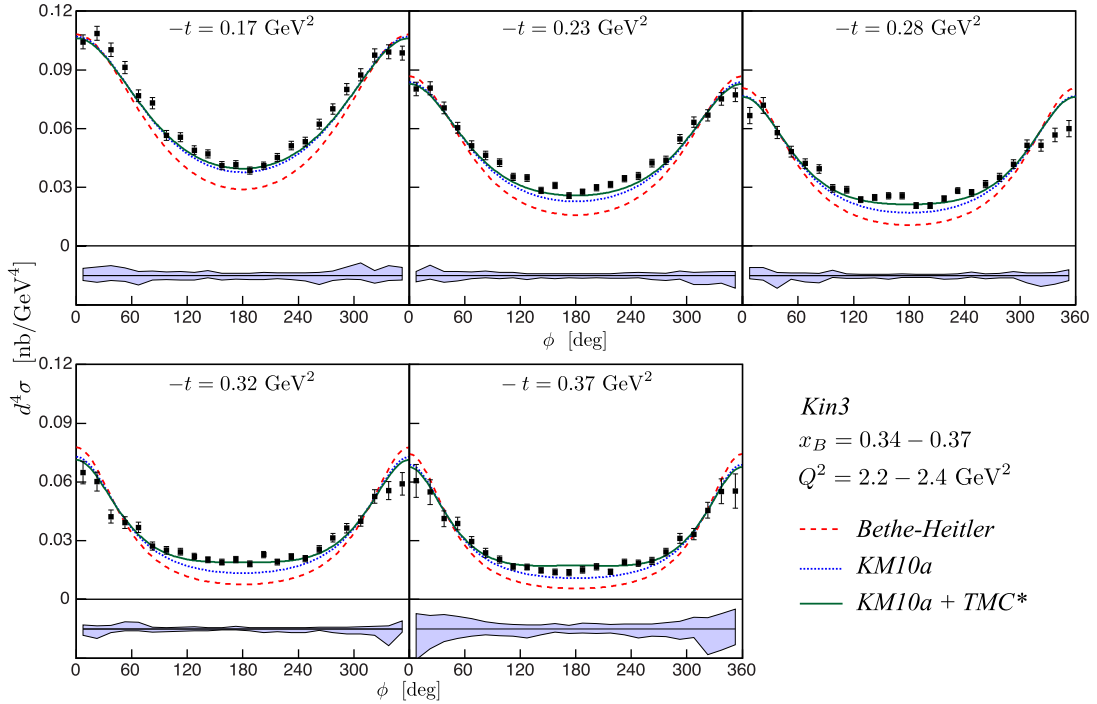 −t = 0.17 GeV²
−t = 0.23 GeV²
−t = 0.28 GeV²
0.12
0.09
0.06
0.03
0
0 60 120 180 240 300 0 60 120 180 240 300 0 60 120 180 240 300 360
ϕ [deg]
ϕ [deg]
d⁴σ [nb/GeV⁴]
−t = 0.32 GeV²
− t = 0.37 GeV²
0.12
0.09
0.06
0.03
0
0 60 120 180 240 300 0 60 120 180 240 300 360
ϕ [deg]
Kin3
x_B = 0.34 − 0.37
Q² = 2.2 − 2.4 GeV²
Bethe-Heitler
KM10a
KM10a + TMC*